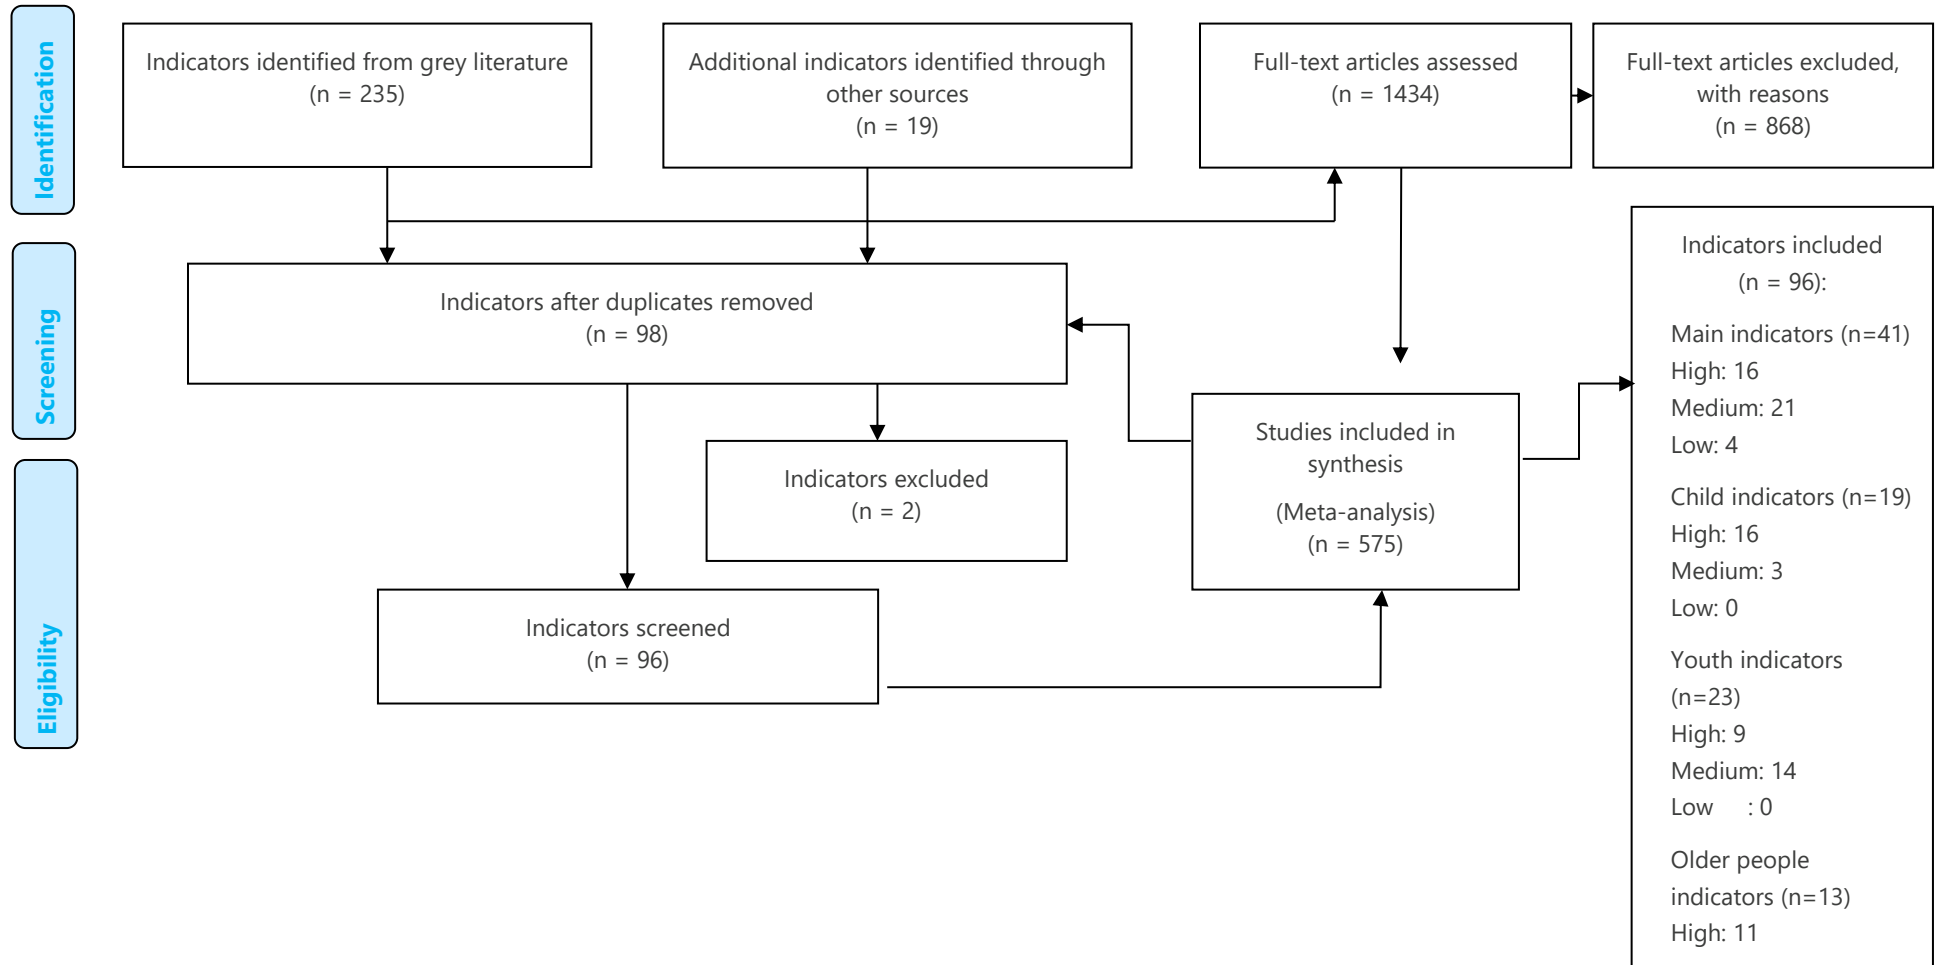 Identification
Indicators identified from grey literature
(n = 235)
Additional indicators identified through
other sources
(n = 19)
Full-text articles assessed
(n = 1434)
Full-text articles excluded,
with reasons
(n = 868)
Screening
Indicators after duplicates removed
(n = 98)
Indicators excluded
(n = 2)
Studies included in
synthesis
(Meta-analysis)
(n = 575)
Eligibility
Indicators screened
(n = 96)
Indicators included
(n = 96):
Main indicators (n=41)
High: 16
Medium: 21
Low: 4
Child indicators (n=19)
High: 16
Medium: 3
Low: 0
Youth indicators
(n=23)
High: 9
Medium: 14
Low : 0
Older people
indicators (n=13)
High: 11